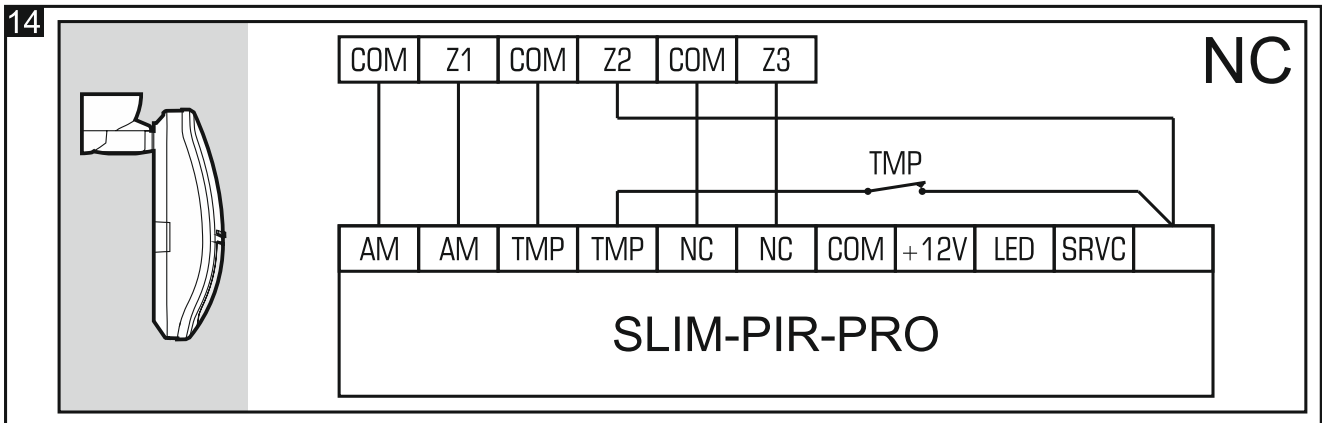 14
COM Z1 COM Z2 COM Z3
NC
TMP
AM AM TMP TMP NC NC COM +12V LED SRVC
SLIM-PIR-PRO